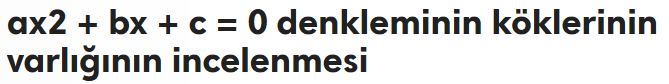 ax2 + bx + c = 0 denkleminin köklerinin
varlığının incelenmesi